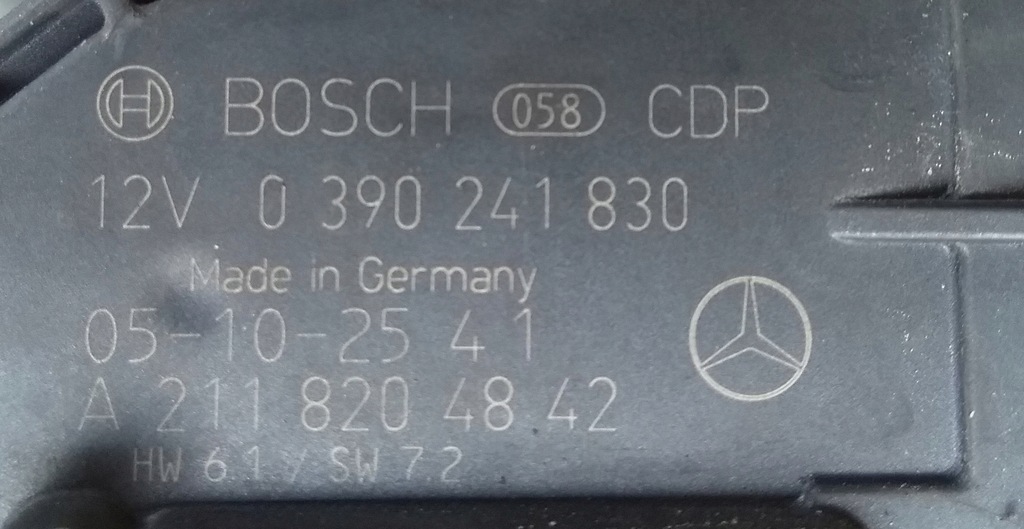 BOSCH 058 CDP
12V 0 390 241 830
Made in Germany
05-10-25 4 1
A 211 820 48 42
HW 6.1 / SW 7.2